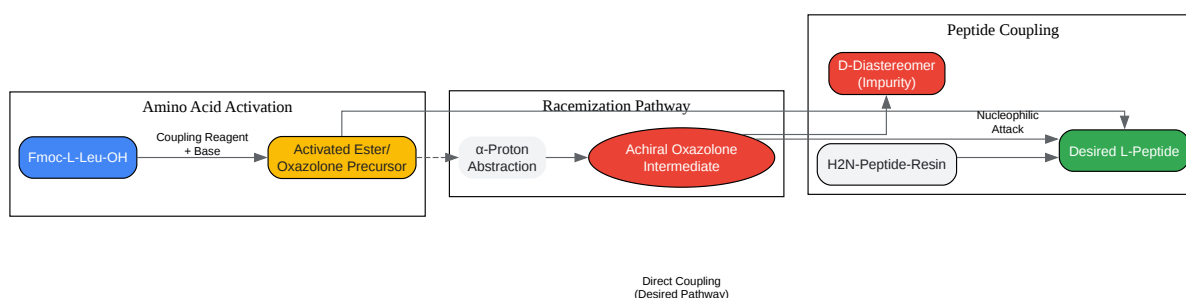 Amino Acid Activation
Fmoc-L-Leu-OH
Coupling Reagent
+ Base
Activated Ester/
Oxazolone Precursor
Racemization Pathway
α-Proton
Abstraction
Achiral Oxazolone
Intermediate
Peptide Coupling
D-Diastereomer
(Impurity)
Nucleophilic
Attack
H2N-Peptide-Resin
Desired L-Peptide
Direct Coupling
(Desired Pathway)